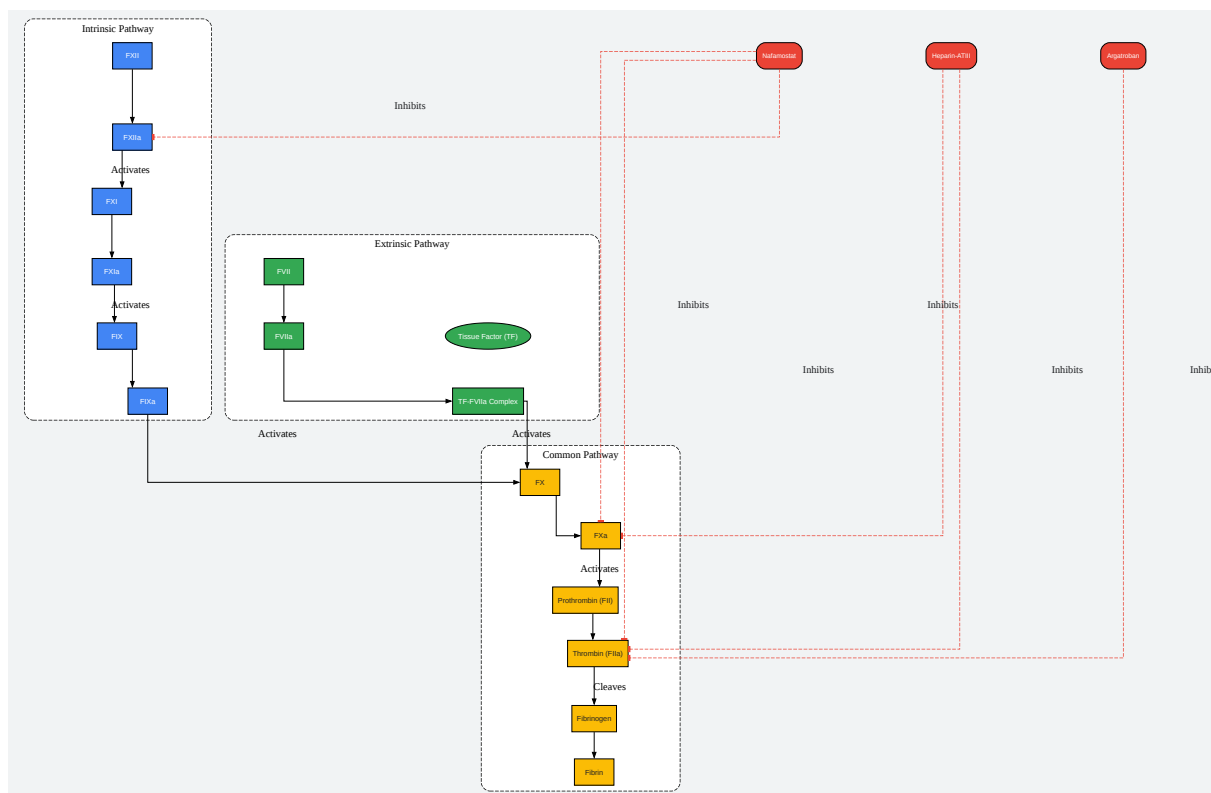 Intrinsic Pathway
FXII
Nafamostat
Heparin-ATIII
Argatroban
Inhibits
FXIIa
Activates
FXI
Extrinsic Pathway
FXIa
FVII
Activates
Inhibits
Inhibits
FIX
FVIIa
Tissue Factor (TF)
Inhibits
Inhibits
FIXa
TF-FVIIa Complex
Activates
Activates
Common Pathway
FX
FXa
Activates
Prothrombin (FII)
Thrombin (FIIa)
Cleaves
Fibrinogen
Fibrin